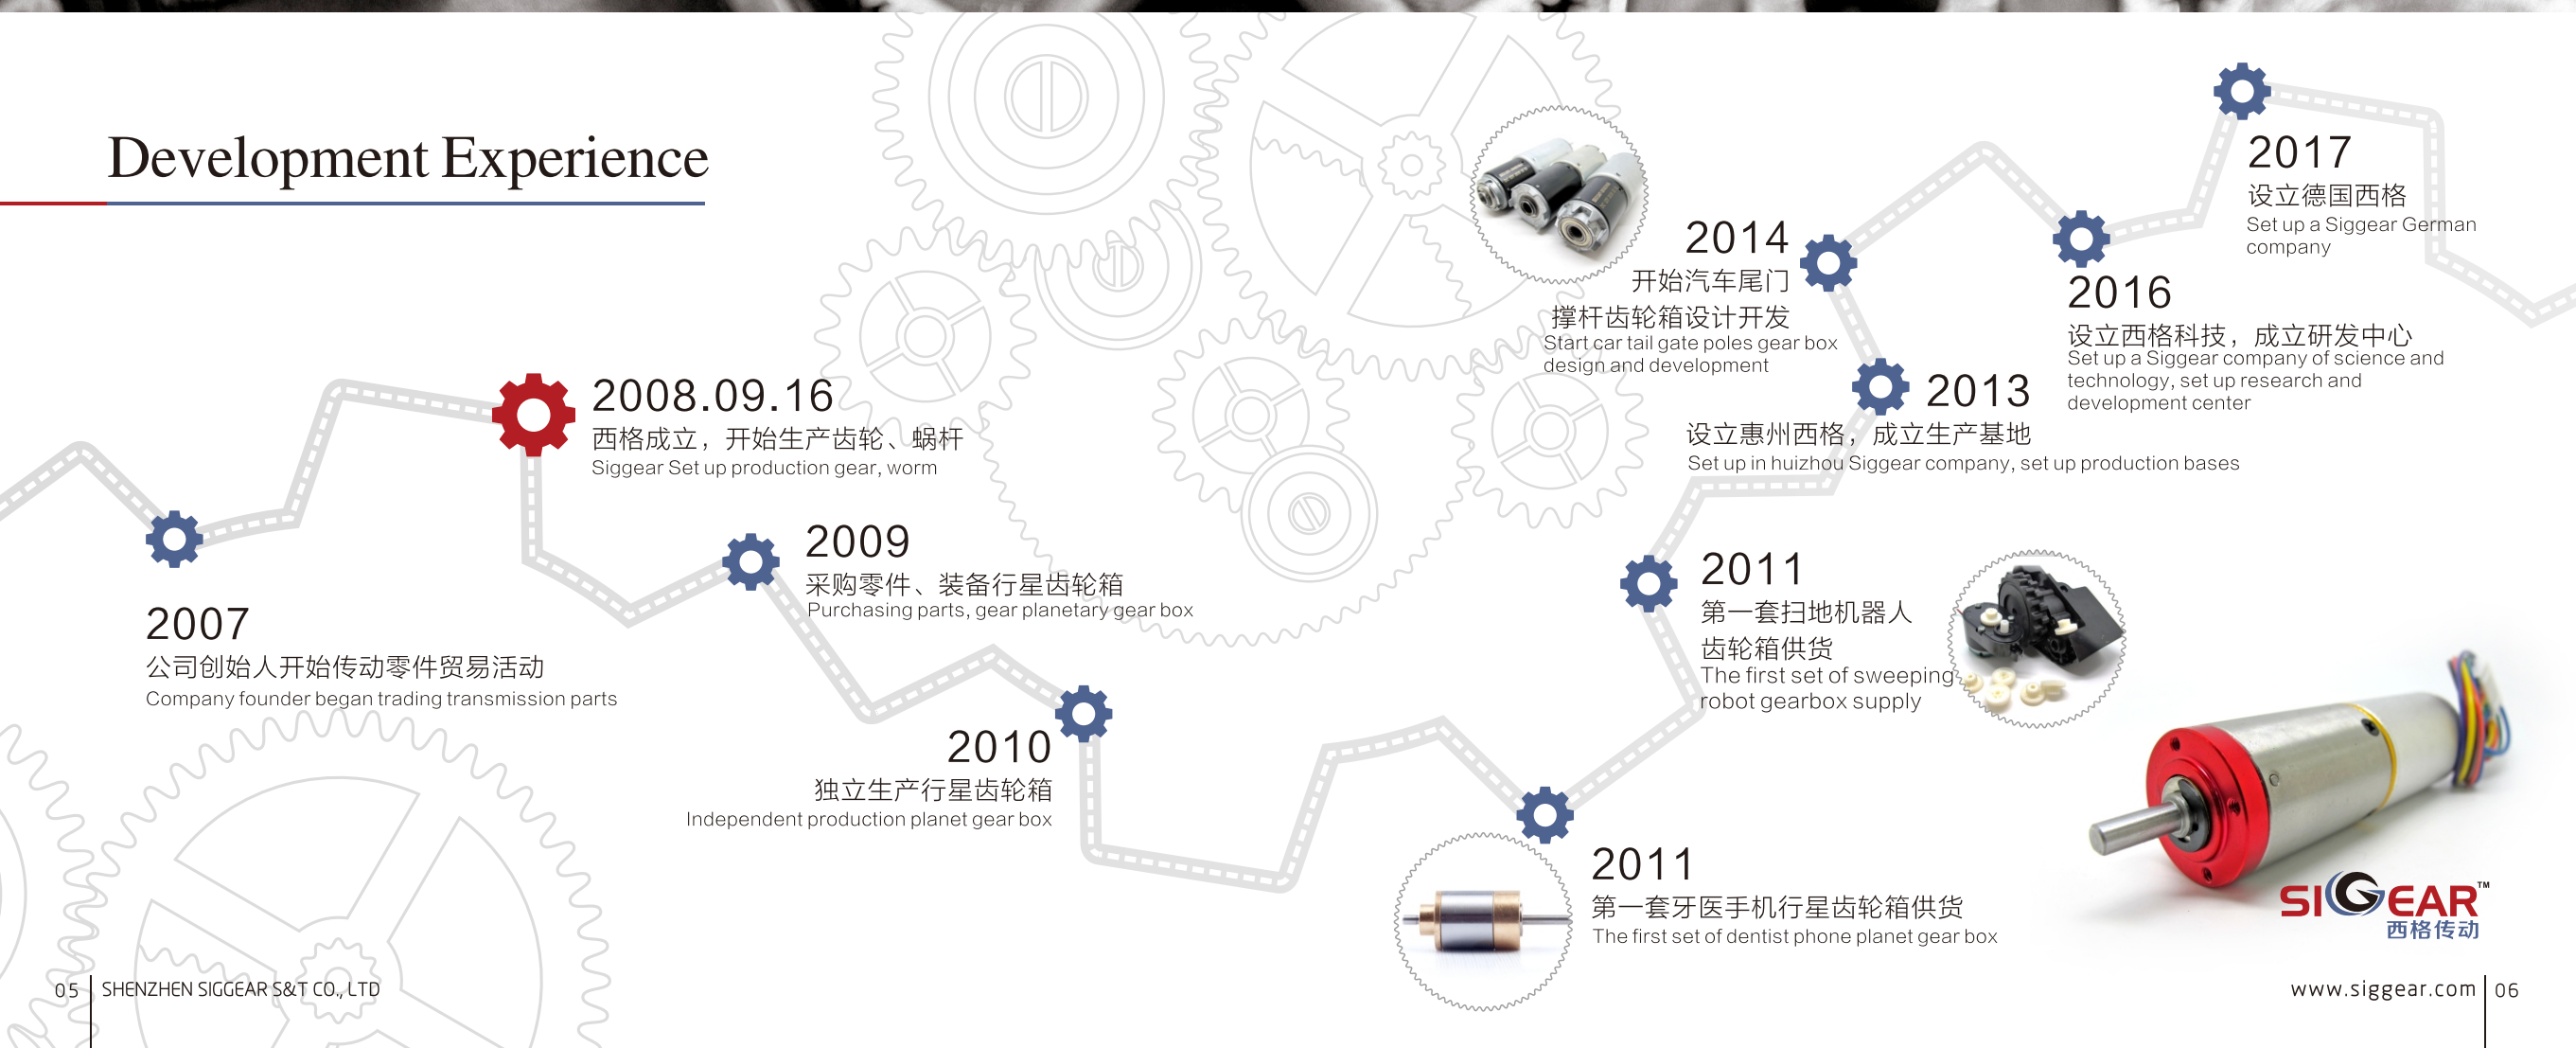 Development Experience
2007
公司创始人开始传动零件贸易活动
Company founder began trading transmission parts
2008.09.16
西格成立，开始生产齿轮、蜗杆
Siggear Set up production gear, worm
2009
采购零件、装备行星齿轮箱
Purchasing parts, gear planetary gear box
2010
独立生产行星齿轮箱
Independent production planet gear box
2011
第一套牙医手机行星齿轮箱供货
The first set of dentist phone planet gear box
2011
第一套扫地机器人
齿轮箱供货
The first set of sweeping
robot gearbox supply
2013
设立惠州西格，成立生产基地
Set up in huizhou Siggear company, set up production bases
2014
开始汽车尾门
撑杆齿轮箱设计开发
Start car tail gate poles gear box
design and development
2016
设立西格科技，成立研发中心
Set up a Siggear company of science and
technology, set up research and
development center
2017
设立德国西格
Set up a Siggear German
company
SIGGEAR™
西格传动
05 SHENZHEN SIGGEAR S&T CO., LTD
www.siggear.com 06